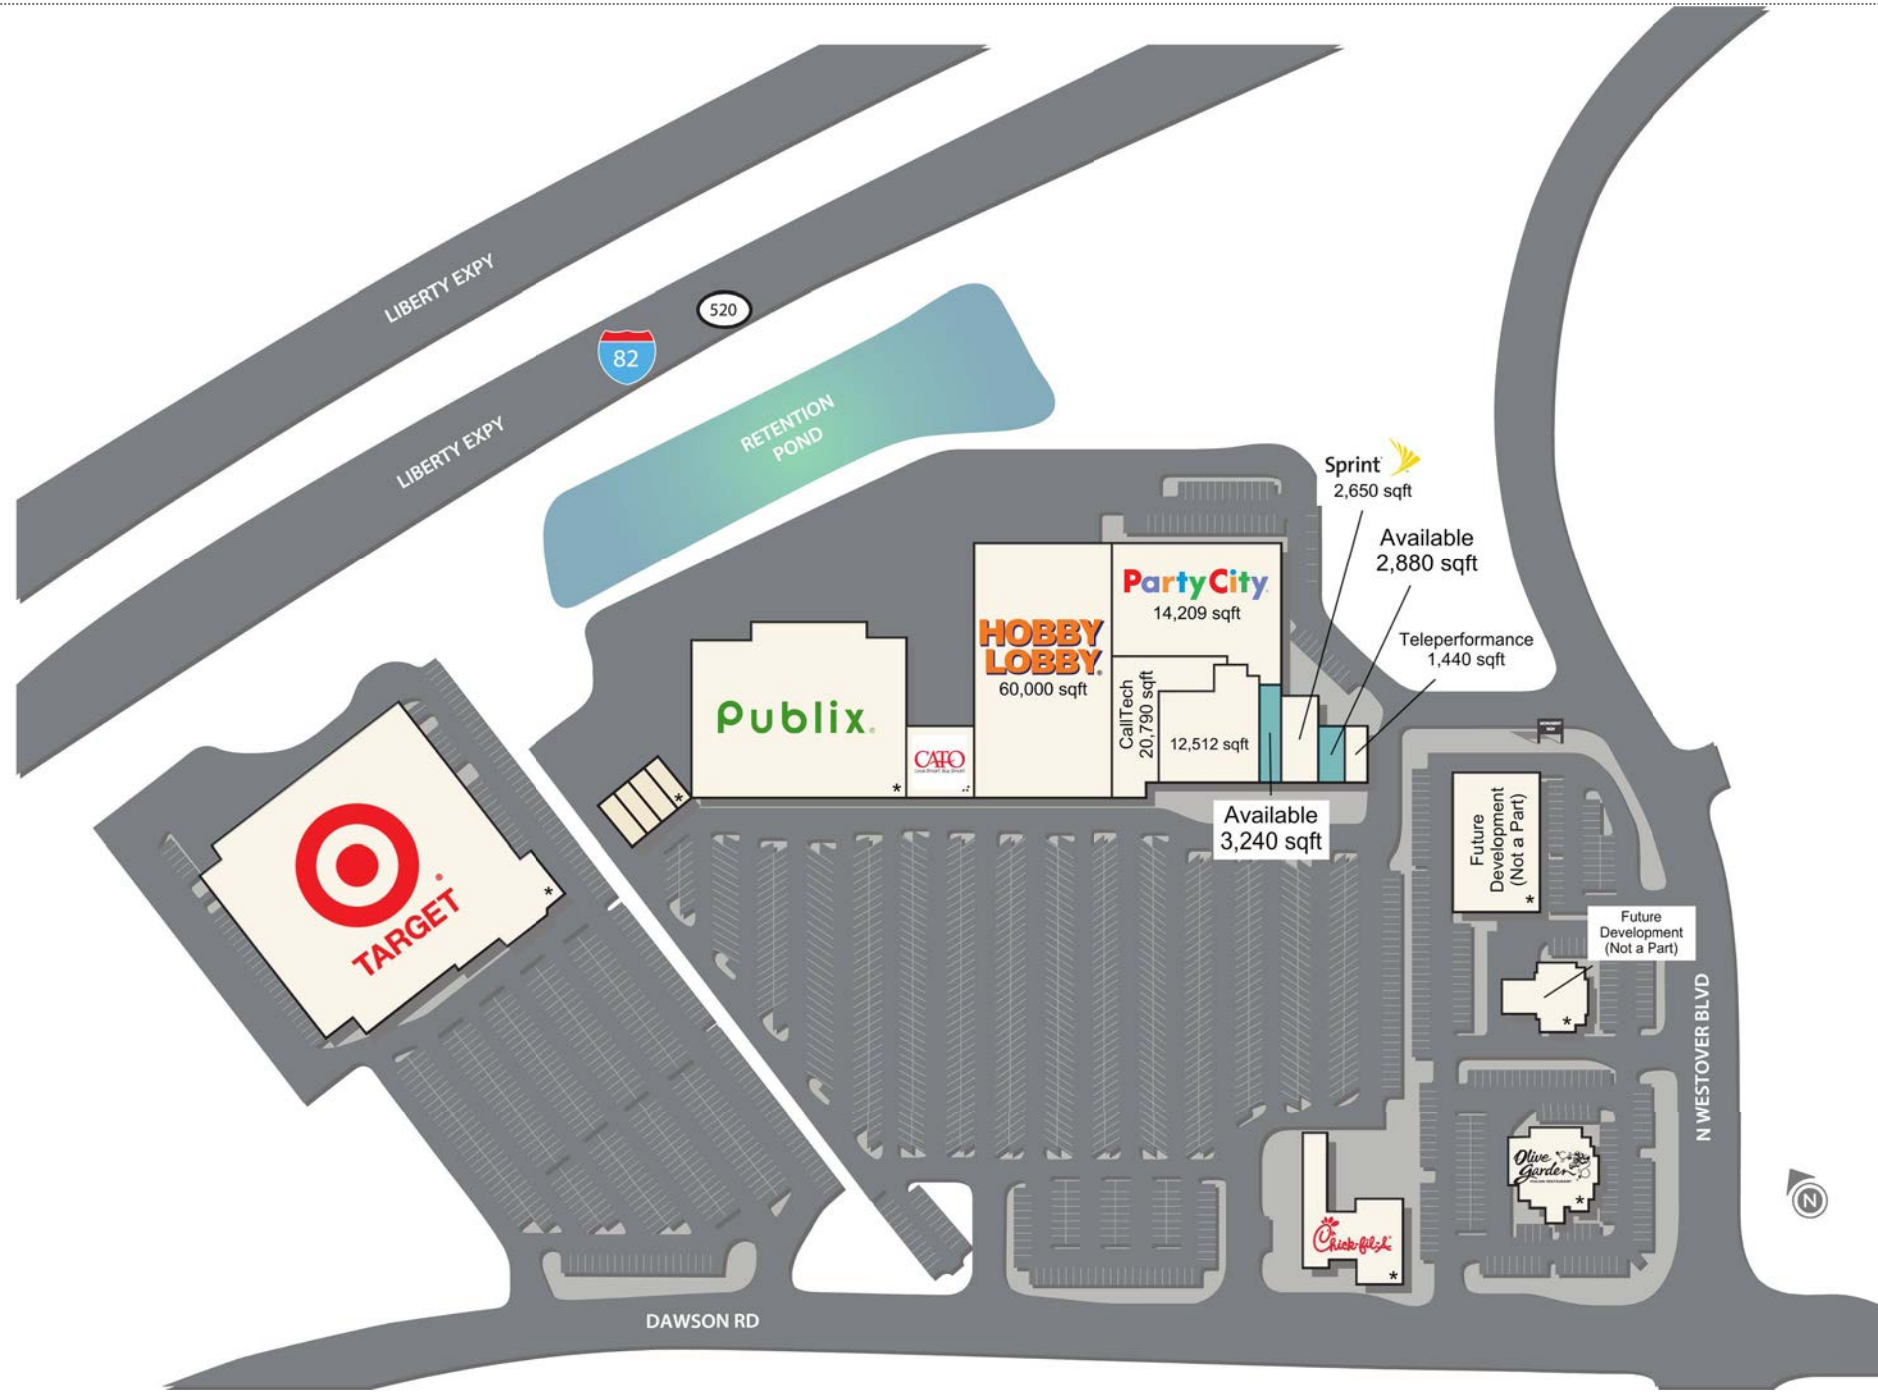 LIBERTY EXPY
520
82
LIBERTY EXPY
RETENTION
POND
Sprint
2,650 sqft
Available
2,880 sqft
Party City
14,209 sqft
HOBBY
LOBBY
60,000 sqft
Teleperformance
1,440 sqft
CallTech
20,790 sqft
12,512 sqft
Publix
*
CATO
*
Available
3,240 sqft
TARGET
*
Future
Development
(Not a Part)
*
Future
Development
(Not a Part)
*
N WESTOVER BLVD
Olive
Garden
*
Chick-fil-A
*
N
DAWSON RD